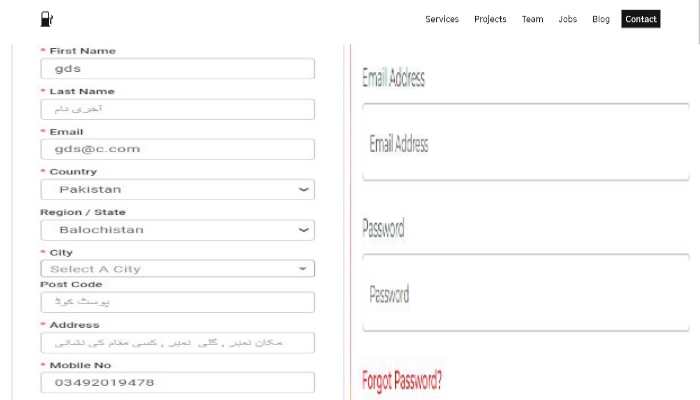 Services Projects Team Jobs Blog Contact
* First Name
gds
* Last Name
آخری نام
* Email
gds@c.com
* Country
Pakistan
Region / State
Balochistan
* City
Select A City
Post Code
پوسٹ کوڈ
* Address
مکان نمبر , گلی نمبر , کسی مقام کی نشانی
* Mobile No
03492019478
Email Address
Email Address
Password
Password
Forgot Password?